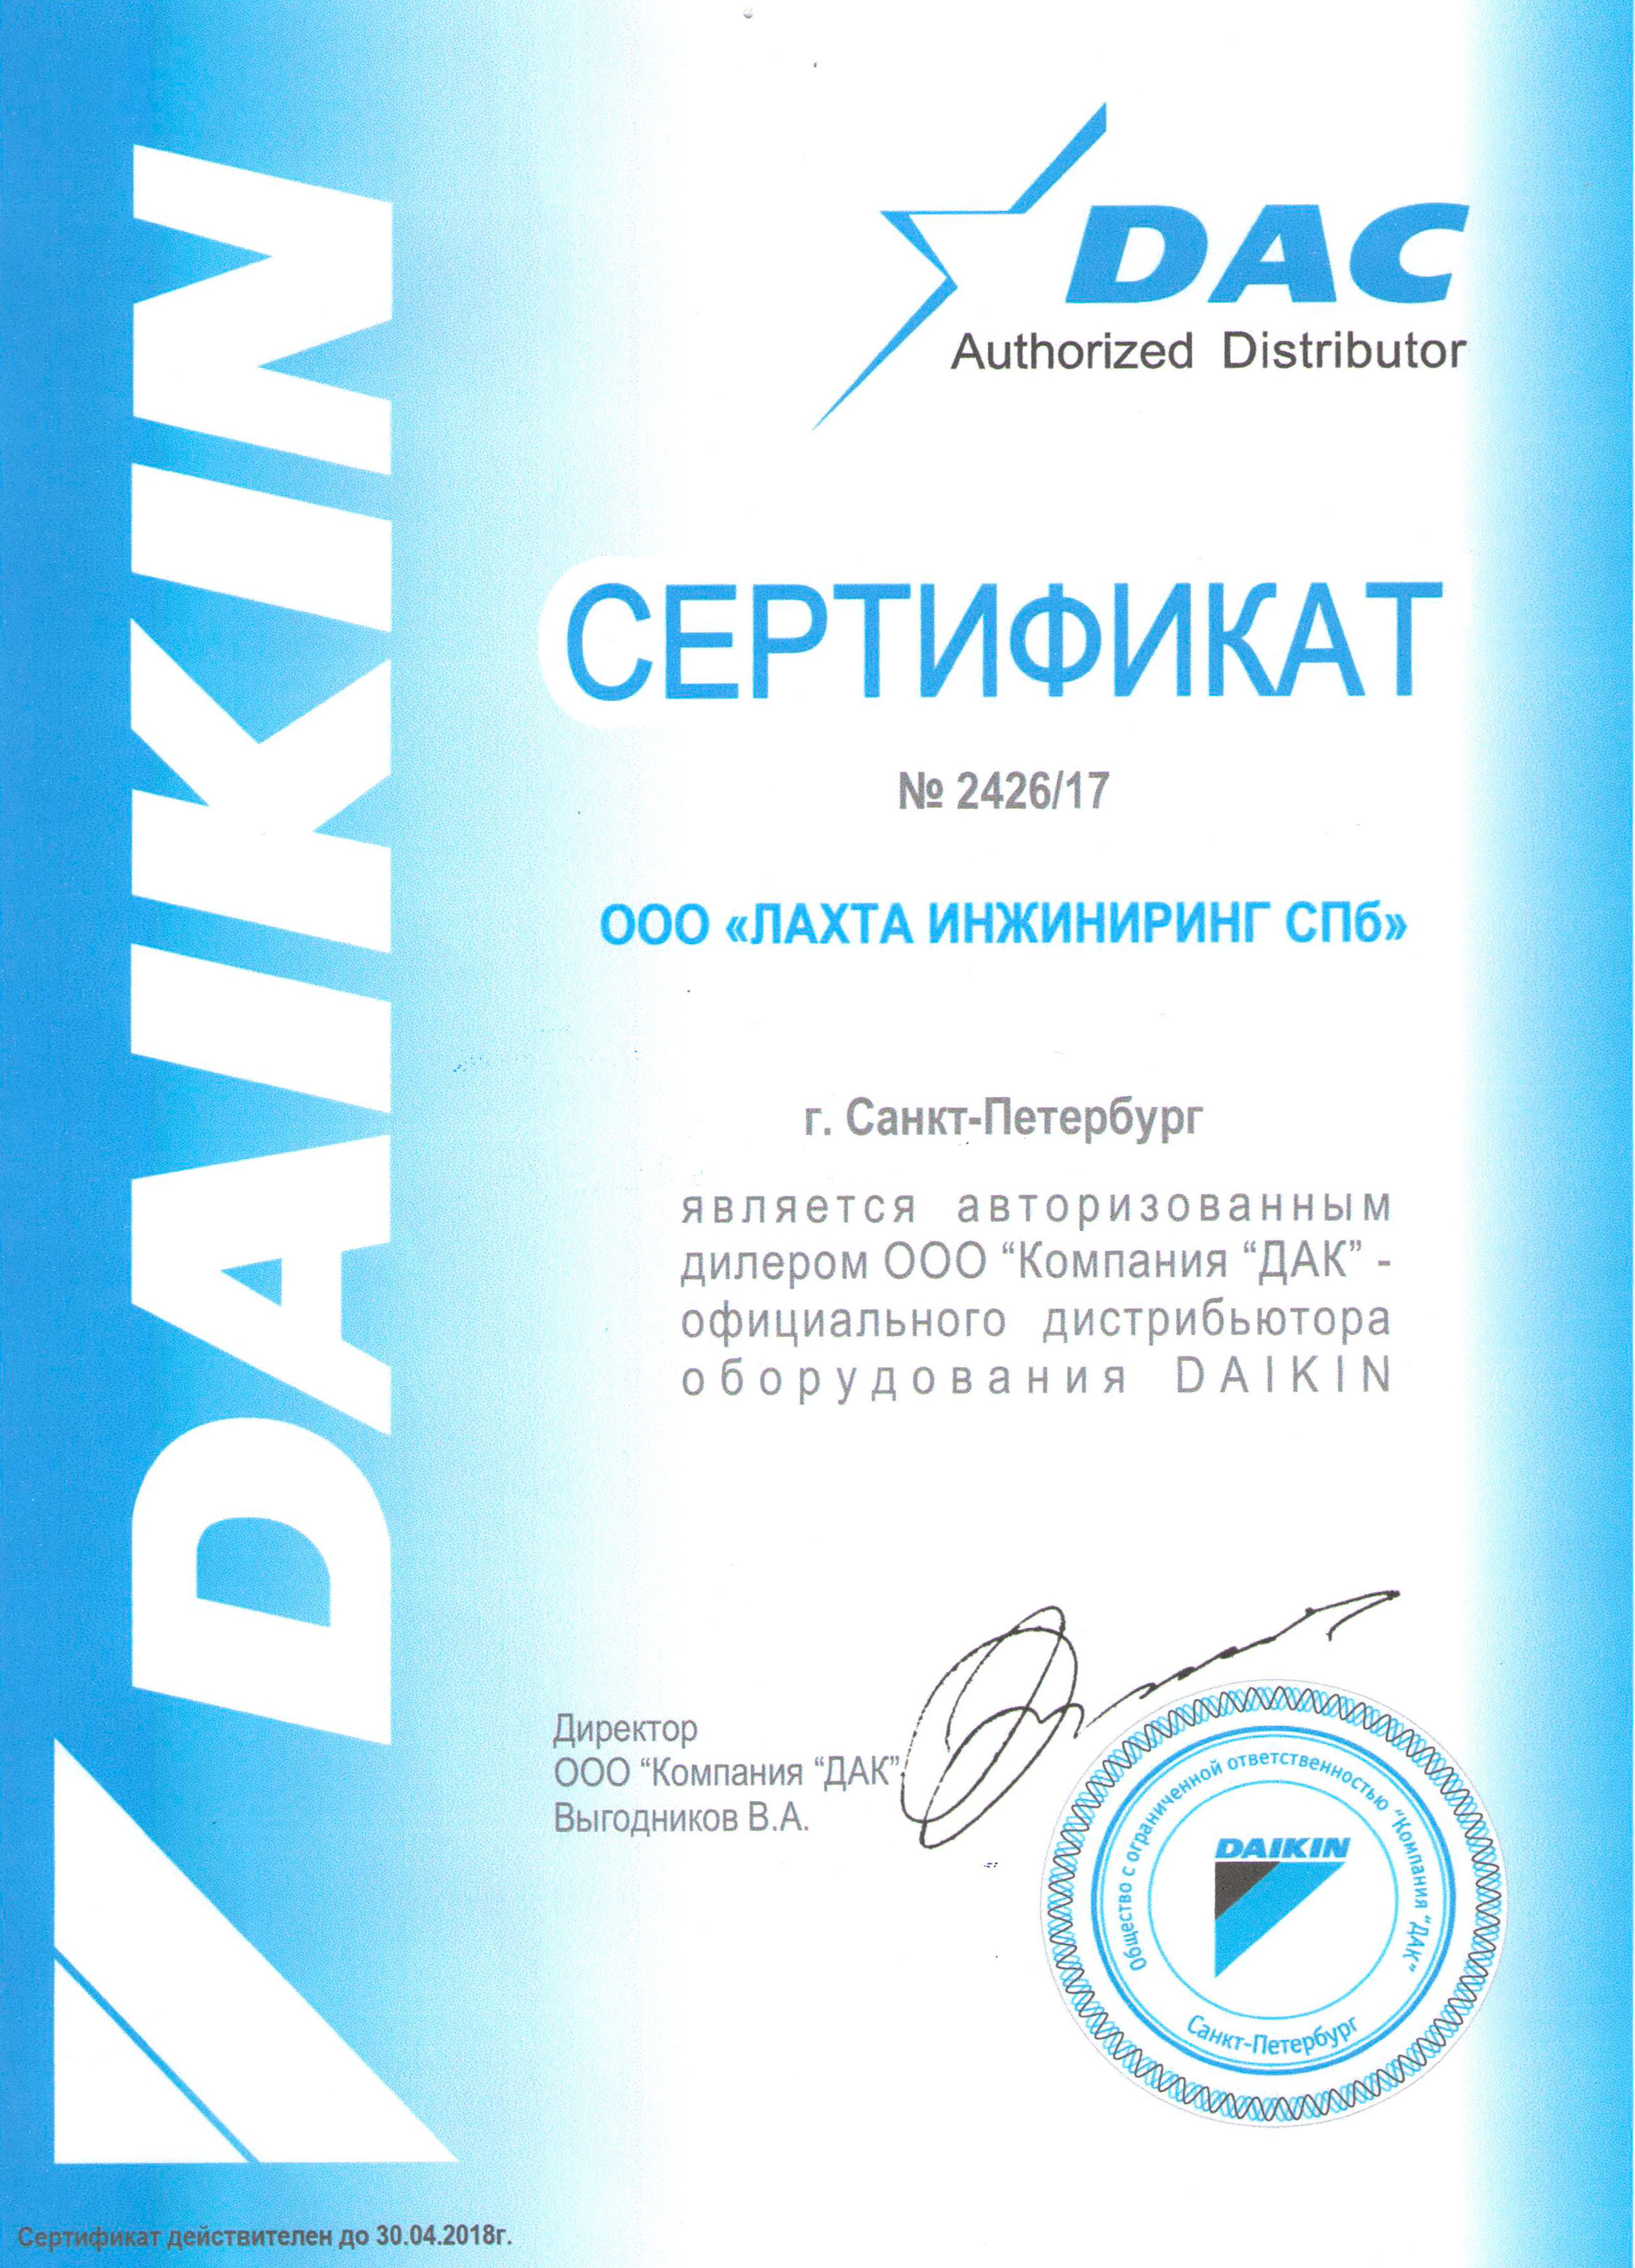 DAIKIN
DAC
Authorized Distributor
СЕРТИФИКАТ
№ 2426/17
ООО «ЛАХТА ИНЖИНИРИНГ СПб»
г. Санкт-Петербург
является авторизованным
дилером ООО “Компания “ДАК” -
официального дистрибьютора
оборудования DAIKIN
Директор
ООО “Компания “ДАК”
Выгодников В.А.
Общество с ограниченной ответственностью “Компания “ДАК”
DAIKIN
Санкт-Петербург
Сертификат действителен до 30.04.2018г.